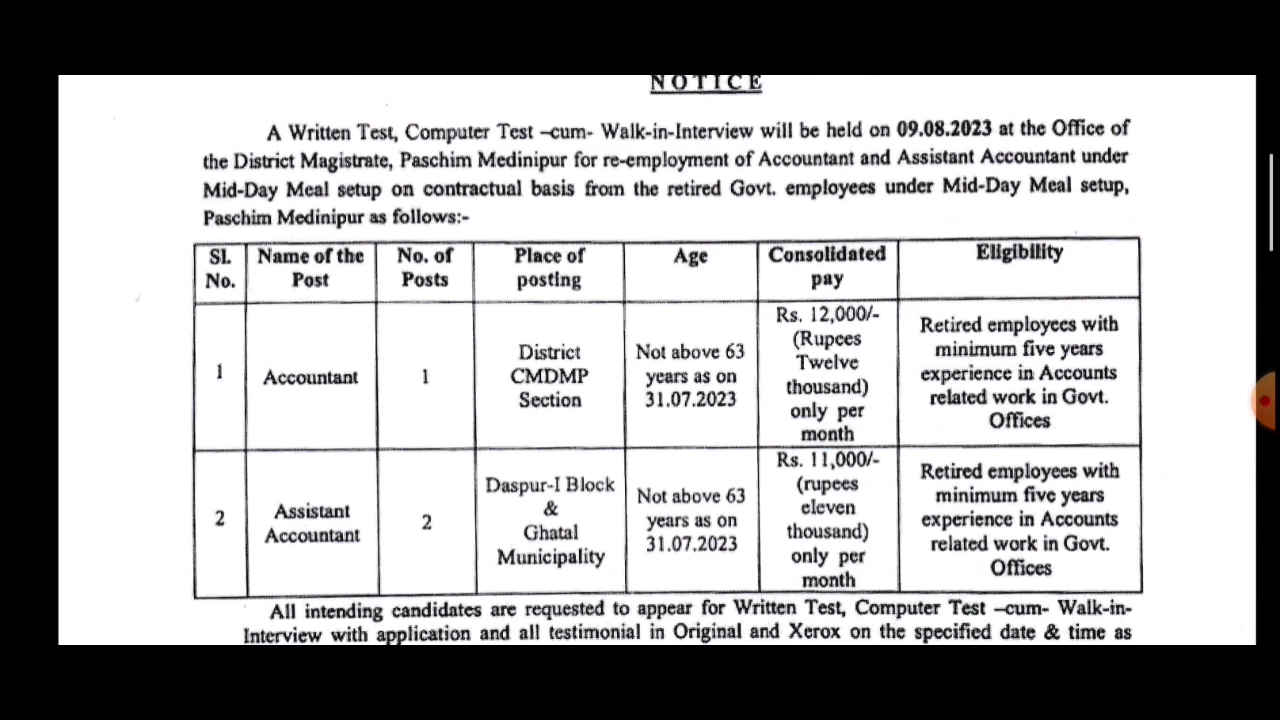 NOTICE
A Written Test, Computer Test –cum- Walk-in-Interview will be held on 09.08.2023 at the Office of
the District Magistrate, Paschim Medinipur for re-employment of Accountant and Assistant Accountant under
Mid-Day Meal setup on contractual basis from the retired Govt. employees under Mid-Day Meal setup,
Paschim Medinipur as follows:-
Sl. No.
Name of the Post
No. of Posts
Place of posting
Age
Consolidated pay
Eligibility
1
Accountant
1
District
CMDMP
Section
Not above 63
years as on
31.07.2023
Rs. 12,000/-
(Rupees
Twelve
thousand)
only per
month
Retired employees with
minimum five years
experience in Accounts
related work in Govt.
Offices
2
Assistant
Accountant
2
Daspur-I Block
&
Ghatal
Municipality
Not above 63
years as on
31.07.2023
Rs. 11,000/-
(rupees
eleven
thousand)
only per
month
Retired employees with
minimum five years
experience in Accounts
related work in Govt.
Offices
All intending candidates are requested to appear for Written Test, Computer Test –cum- Walk-in-
Interview with application and all testimonial in Original and Xerox on the specified date & time as